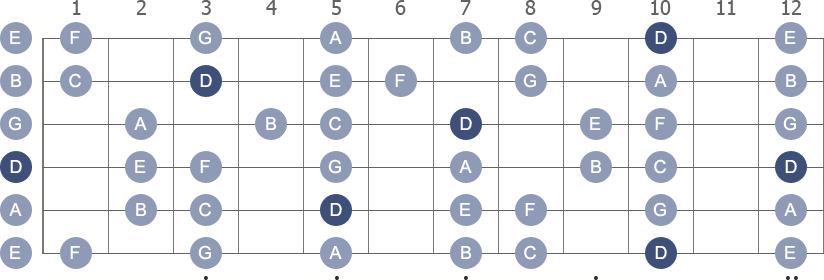 1 2 3 4 5 6 7 8 9 10 11 12
E F G A B C D E
B C D E F G A B
G A B C D E F G
D E F G A B C D
A B C D E F G A
E F G A B C D E